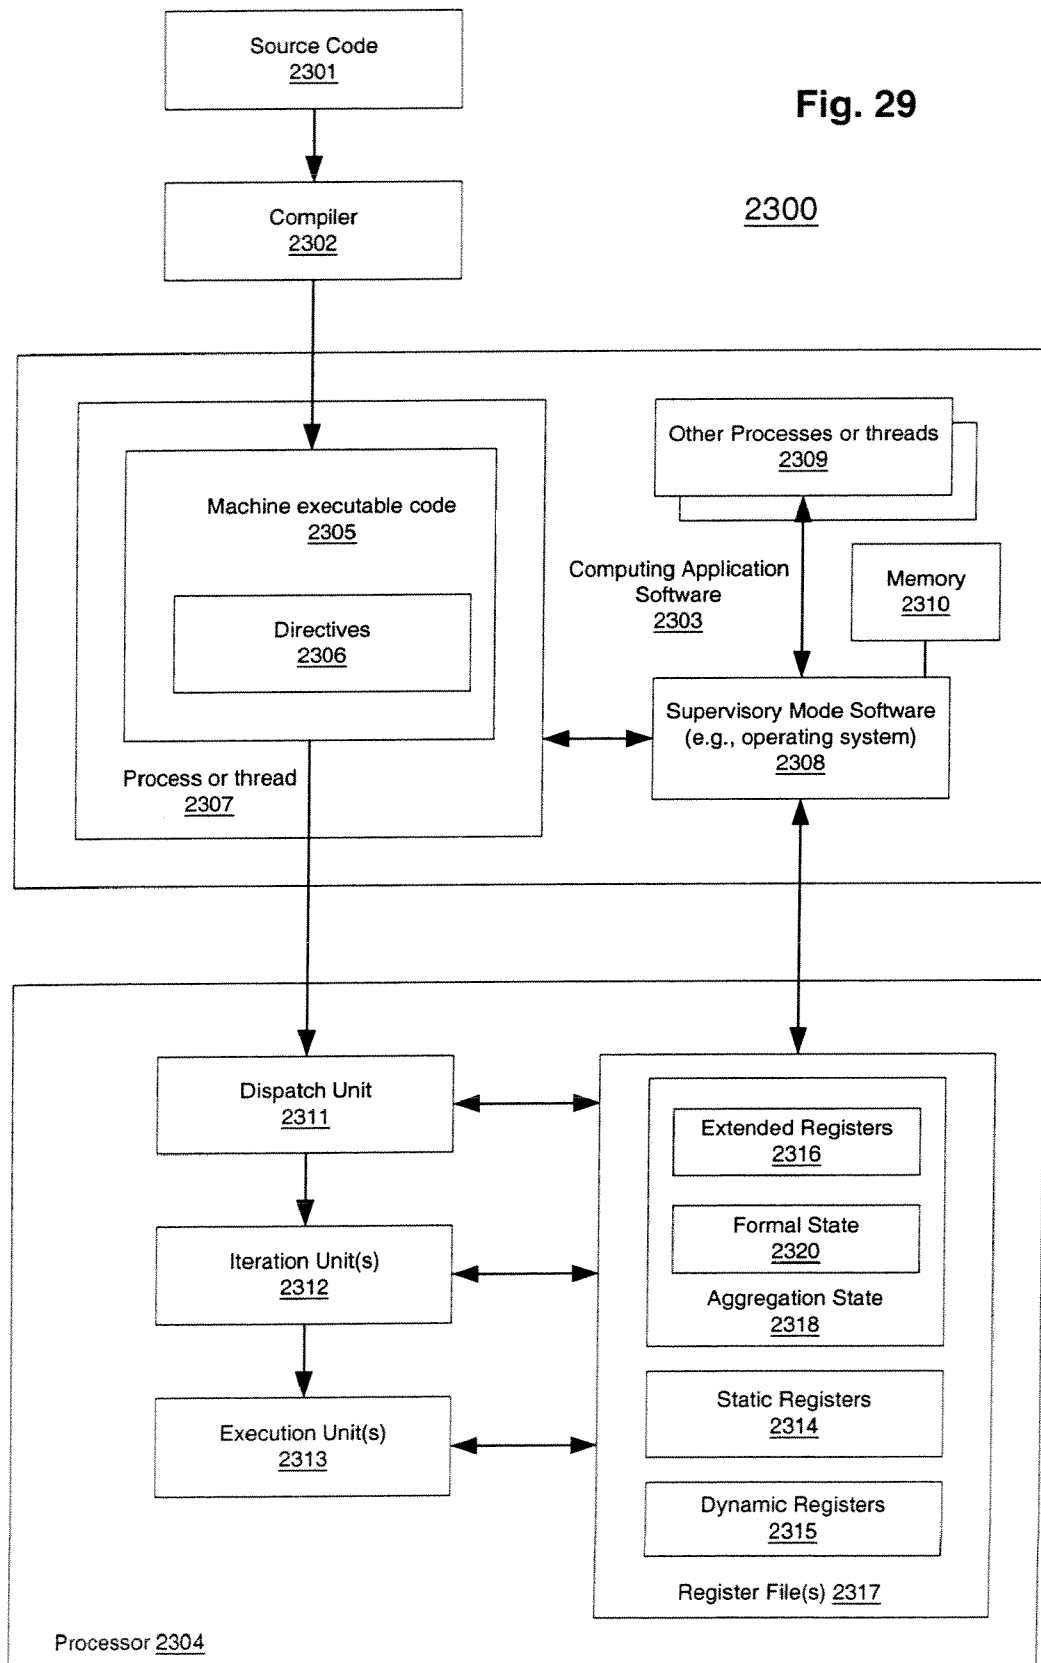 Source Code
2301
Fig. 29
Compiler
2302
2300
Other Processes or threads
2309
Machine executable code
2305
Computing Application
Software
2303
Memory
2310
Directives
2306
Supervisory Mode Software
(e.g., operating system)
2308
Process or thread
2307
Dispatch Unit
2311
Extended Registers
2316
Formal State
2320
Iteration Unit(s)
2312
Aggregation State
2318
Static Registers
2314
Execution Unit(s)
2313
Dynamic Registers
2315
Register File(s) 2317
Processor 2304